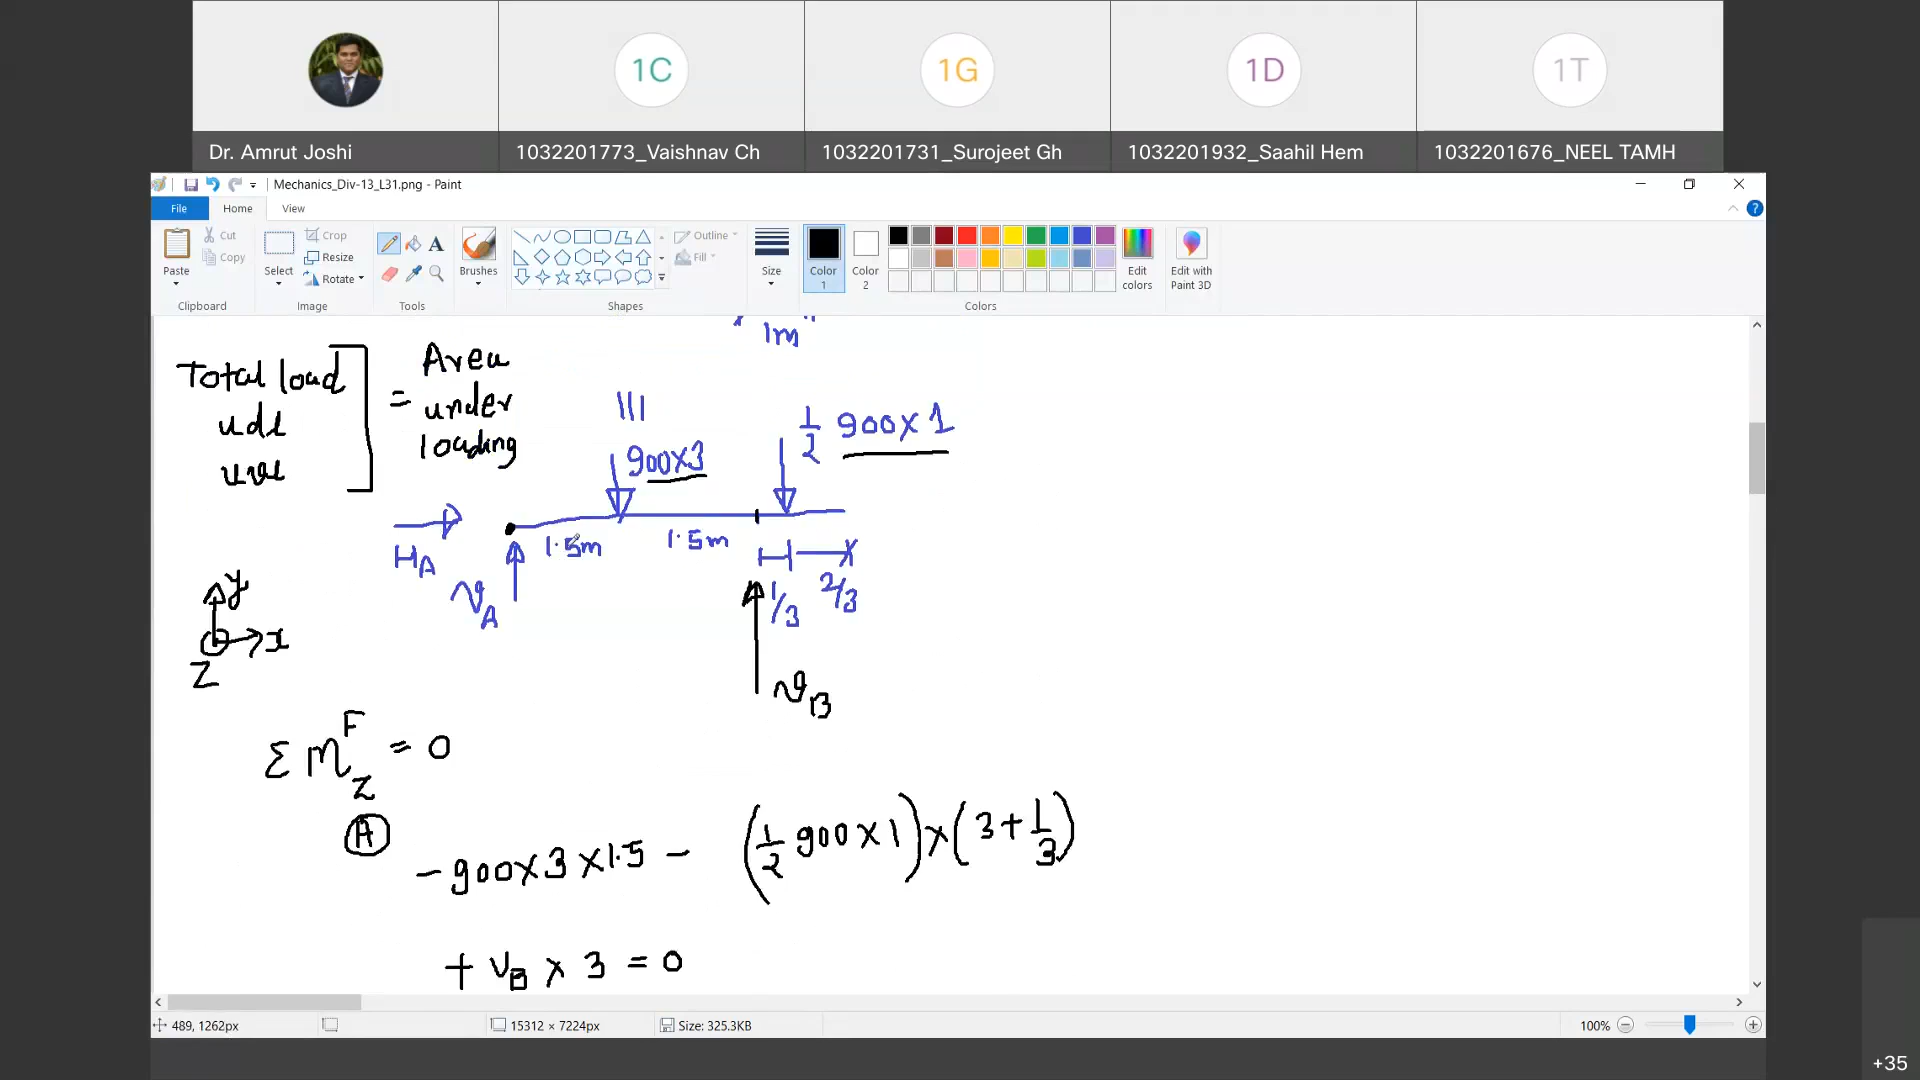 1C
1G
1D
1T
Dr. Amrut Joshi
1032201773_Vaishnav Ch
1032201731_Surojeet Gh
1032201932_Saahil Hem
1032201676_NEEL TAMH
Mechanics_Div-13_L31.png - Paint
File
Home
View
Paste
Cut
Copy
Clipboard
Select
Crop
Resize
Rotate
Image
A
Tools
Brushes
Outline
Fill
Shapes
Size
Color 1
Color 2
Edit colors
Colors
Edit with Paint 3D
?
1m
Total load
udl
uvl
= Area
under
loading
900x3
1/2 900x1
1.5m
1.5m
HA
VA
1/3
2/3
VB
y
x
Z
Σ M F Z = 0
A
- 900x3x1.5 - (1/2 900x1)x(3+1/3)
+ VB x 3 = 0
489, 1262px
15312 × 7224px
Size: 325.3KB
100%
+35